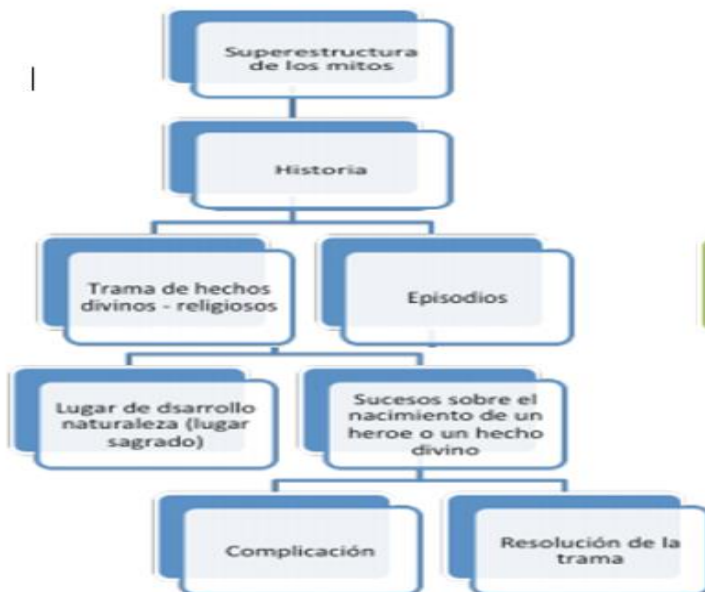 Superestructura
de los mitos
Historia
Trama de hechos
divinos - religiosos
Episodios
Lugar de dsarrollo
naturaleza (lugar
sagrado)
Sucesos sobre el
nacimiento de un
heroe o un hecho
divino
Complicación
Resolución de la
trama